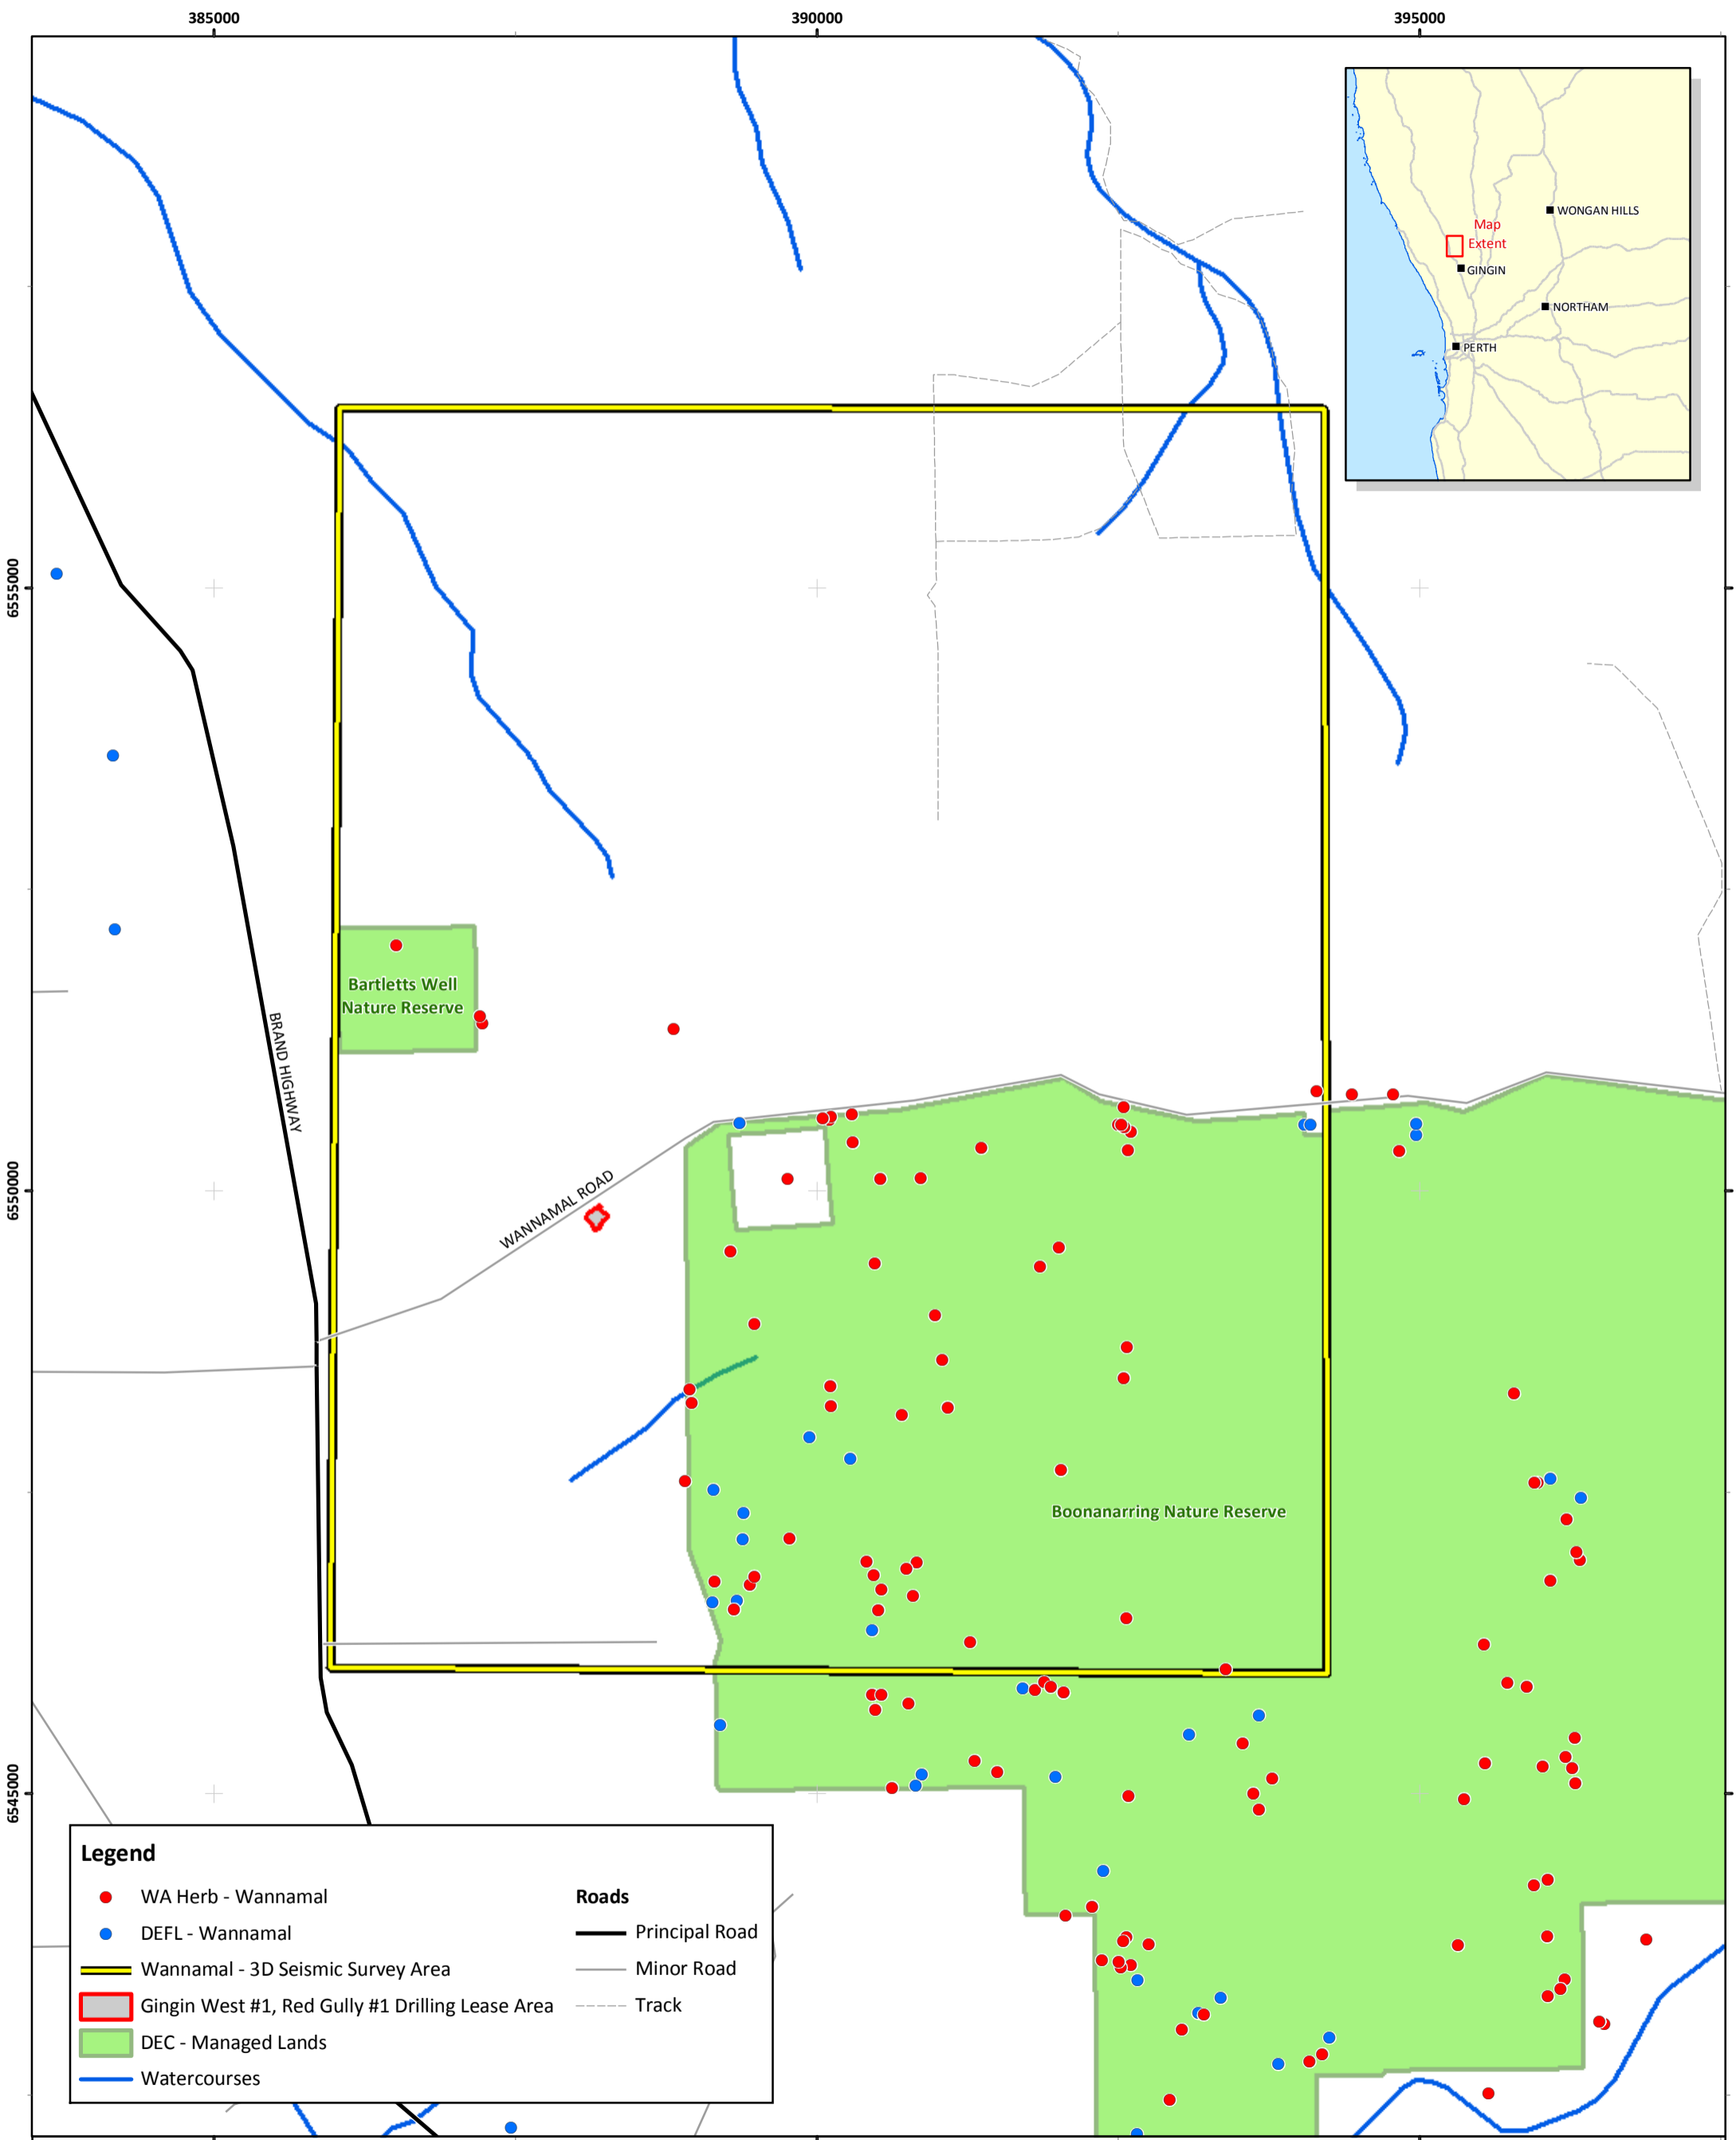 385000
390000
395000
WONGAN HILLS
Map
Extent
GINGIN
NORTHAM
PERTH
6555000
Bartletts Well
Nature Reserve
BRAND HIGHWAY
6550000
WANNAMAL ROAD
Boonanarring Nature Reserve
6545000
Legend
WA Herb - Wannamal
DEFL - Wannamal
Wannamal - 3D Seismic Survey Area
Gingin West #1, Red Gully #1 Drilling Lease Area
DEC - Managed Lands
Watercourses
Roads
Principal Road
Minor Road
Track